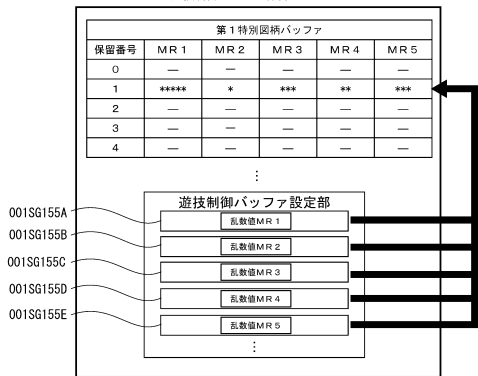 第1特別図柄バッファ
保留番号 MR1 MR2 MR3 MR4 MR5
0 — — — — —
1 ***** * *** ** ***
2 — — — — —
3 — — — — —
4 — — — — —
⋮
遊技制御バッファ設定部
001SG155A 乱数値MR1
001SG155B 乱数値MR2
001SG155C 乱数値MR3
001SG155D 乱数値MR4
001SG155E 乱数値MR5
⋮